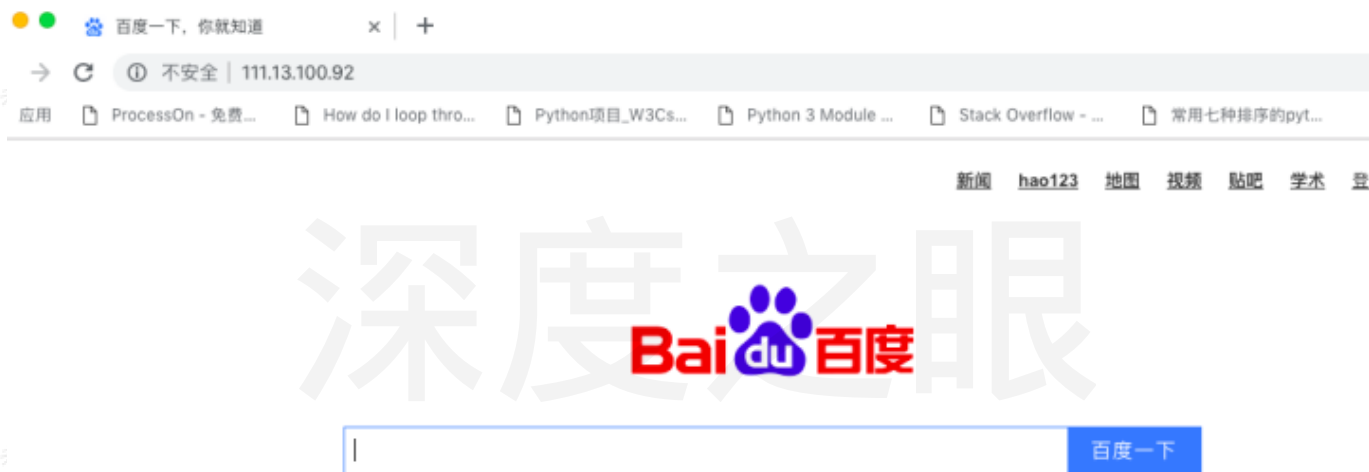 百度一下，你就知道
不安全 | 111.13.100.92
应用 ProcessOn - 免费... How do I loop thro... Python项目_W3Cs... Python 3 Module ... Stack Overflow - ... 常用七种排序的pyt...
新闻 hao123 地图 视频 贴吧 学术 登
深度之眼
Bai du 百度
百度一下